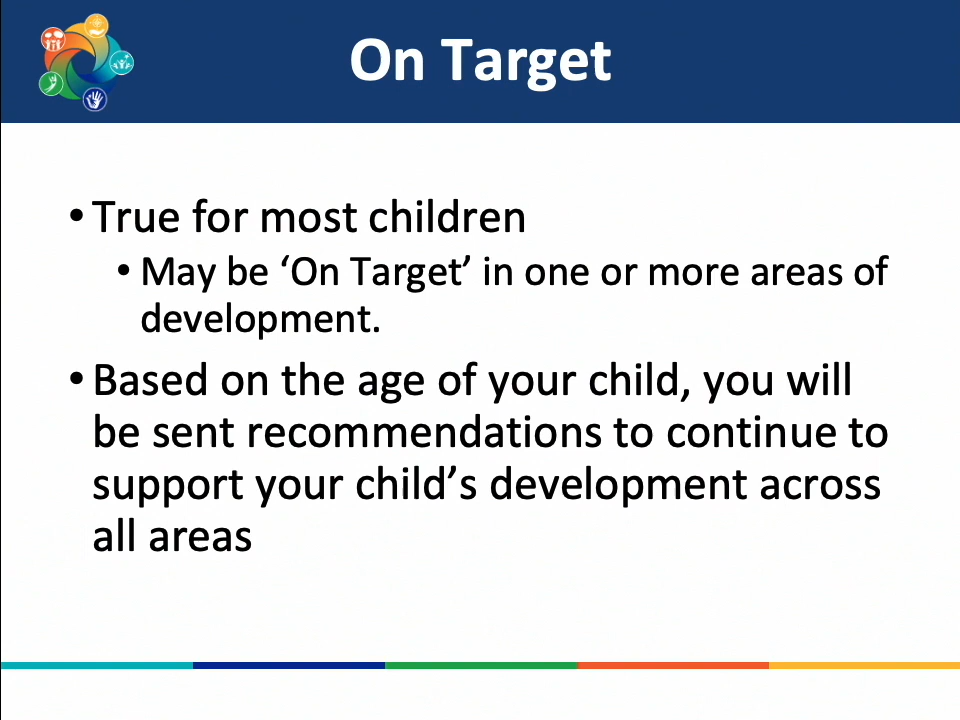 On Target
• True for most children
• May be ‘On Target’ in one or more areas of
development.
• Based on the age of your child, you will
be sent recommendations to continue to
support your child’s development across
all areas